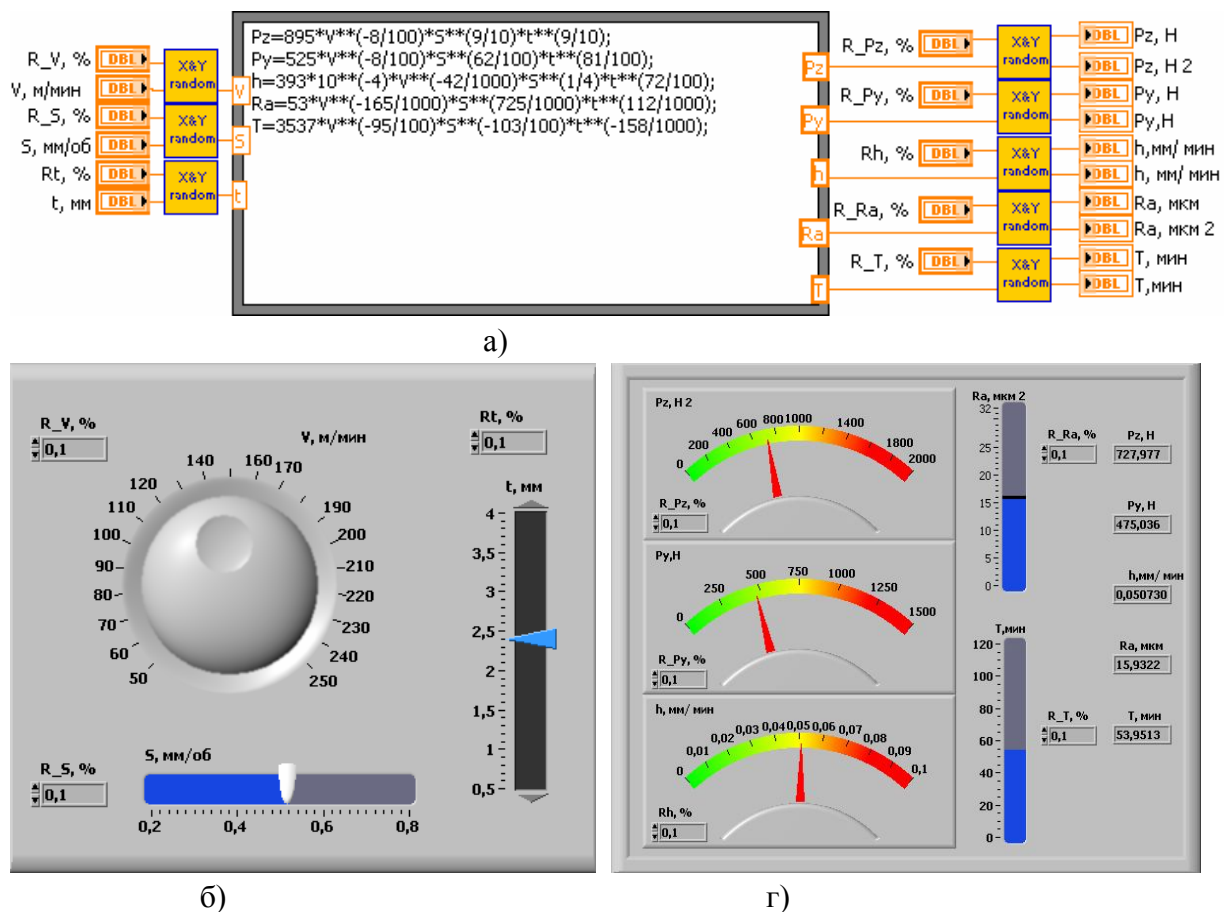 Pz=895*V**(-8/100)*S**(9/10)*t**(9/10);
Py=525*V**(-8/100)*S**(62/100)*t**(81/100);
h=393*10**(-4)*V**(-42/1000)*S**(1/4)*t**(72/100);
Ra=53*V**(-165/1000)*S**(725/1000)*t**(112/1000);
T=3537*V**(-95/100)*S**(-103/100)*t**(-158/1000);
R_V, % DBL
V, м/мин DBL
X&Y random
V
R_S, % DBL
S, мм/об DBL
X&Y random
S
Rt, % DBL
t, мм DBL
X&Y random
t
Pz
R_Pz, % DBL
X&Y random
DBL Pz, Н
DBL Pz, Н 2
Py
R_Py, % DBL
X&Y random
DBL Py, Н
DBL Py,Н
h
Rh, % DBL
X&Y random
DBL h,мм/ мин
DBL h, мм/ мин
Ra
R_Ra, % DBL
X&Y random
DBL Ra, мкм
DBL Ra, мкм 2
T
R_T, % DBL
X&Y random
DBL T, мин
DBL T,мин
а)
R_V, %
0,1
V, м/мин
50 60 70 80 90 100 110 120 140 160 170 190 200 210 220 230 240 250
Rt, %
0,1
t, мм
4
3,5
3
2,5
2
1,5
1
0,5
R_S, %
0,1
S, мм/об
0,2 0,4 0,6 0,8
б)
Pz, Н 2
0 200 400 600 800 1000 1400 1800 2000
R_Pz, %
0,1
Py,Н
0 250 500 750 1000 1250 1500
R_Py, %
0,1
h, мм/ мин
0 0,01 0,02 0,03 0,04 0,05 0,06 0,07 0,08 0,09 0,1
Rh, %
0,1
Ra, мкм 2
32
25
20
15
10
5
0
R_Ra, %
0,1
T,мин
120
100
80
60
40
20
0
R_T, %
0,1
Pz, Н
727,977
Py, Н
475,036
h,мм/ мин
0,050730
Ra, мкм
15,9322
T, мин
53,9513
г)